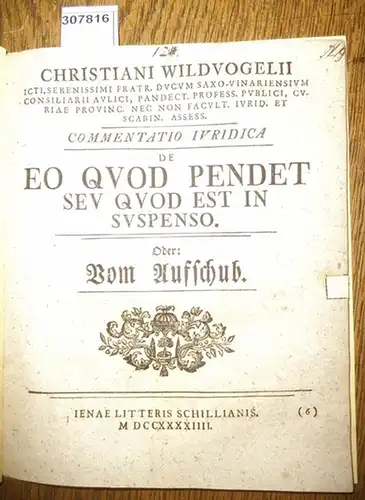 307816
12.
CHRISTIANI WILDVOGELII
ICTI, SERENISSIMI FRATR. DVCVM SAXO-VINARIENSIVM
CONSILIARII AVLICI, PANDECT. PROFESS. PVBLICI, CV-
RIAE PROVINC. NEC NON FACVLT. IVRID. ET
SCABIN. ASSESS.
COMMENTATIO IVRIDICA
DE
EO QVOD PENDET
SEV QVOD EST IN
SVSPENSO.
Oder:
Vom Aufschub.
IENAE LITTERIS SCHILLIANIS. (6)
M DCCXXXXIIII.